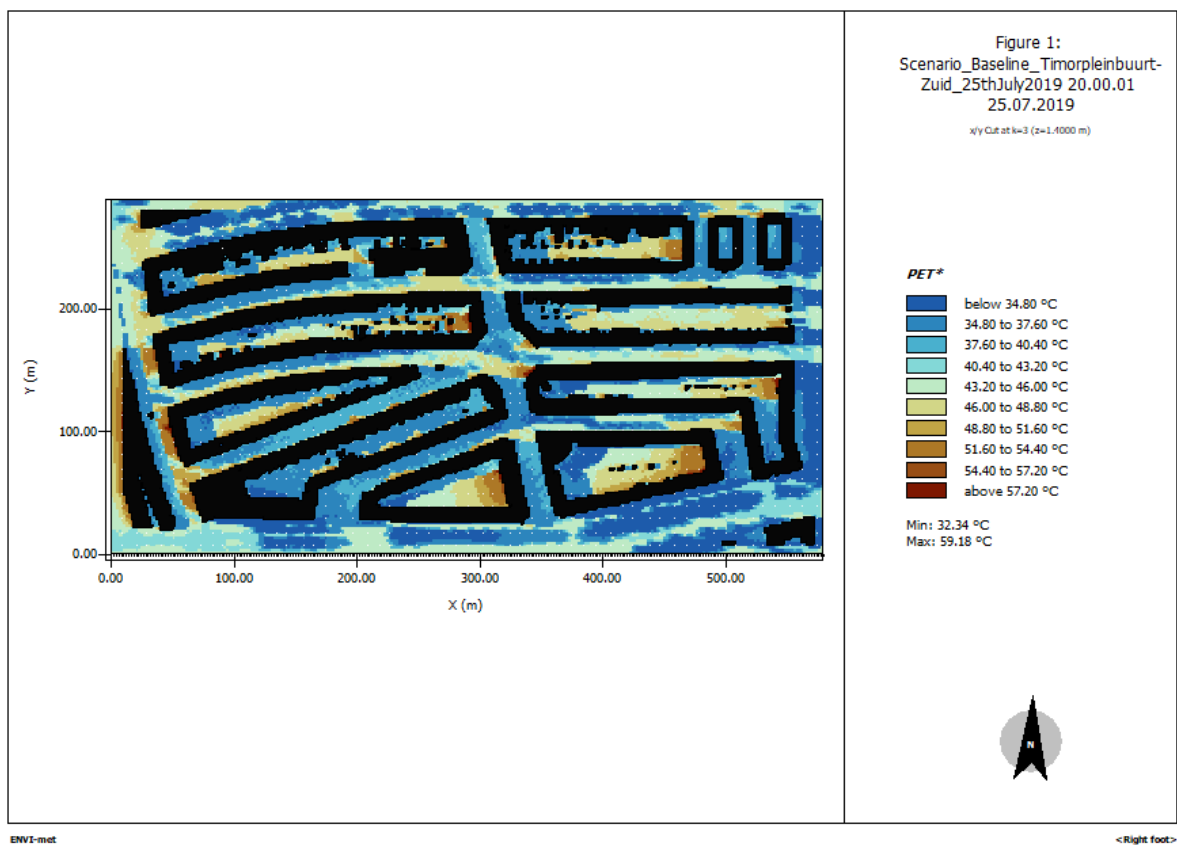 Figure 1:
Scenario_Baseline_Timorpleinbuurt-
Zuid_25thJuly2019 20.00.01
25.07.2019
x/y Cut at k=3 (z=1.4000 m)
PET*
below 34.80 °C
34.80 to 37.60 °C
37.60 to 40.40 °C
40.40 to 43.20 °C
43.20 to 46.00 °C
46.00 to 48.80 °C
48.80 to 51.60 °C
51.60 to 54.40 °C
54.40 to 57.20 °C
above 57.20 °C
Min: 32.34 °C
Max: 59.18 °C
N
Y (m)
200.00
100.00
0.00
0.00 100.00 200.00 300.00 400.00 500.00
X (m)
ENVI-met
<Right foot>